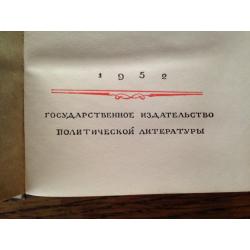 1952
ГОСУДАРСТВЕННОЕ ИЗДАТЕЛЬСТВО
ПОЛИТИЧЕСКОЙ ЛИТЕРАТУРЫ